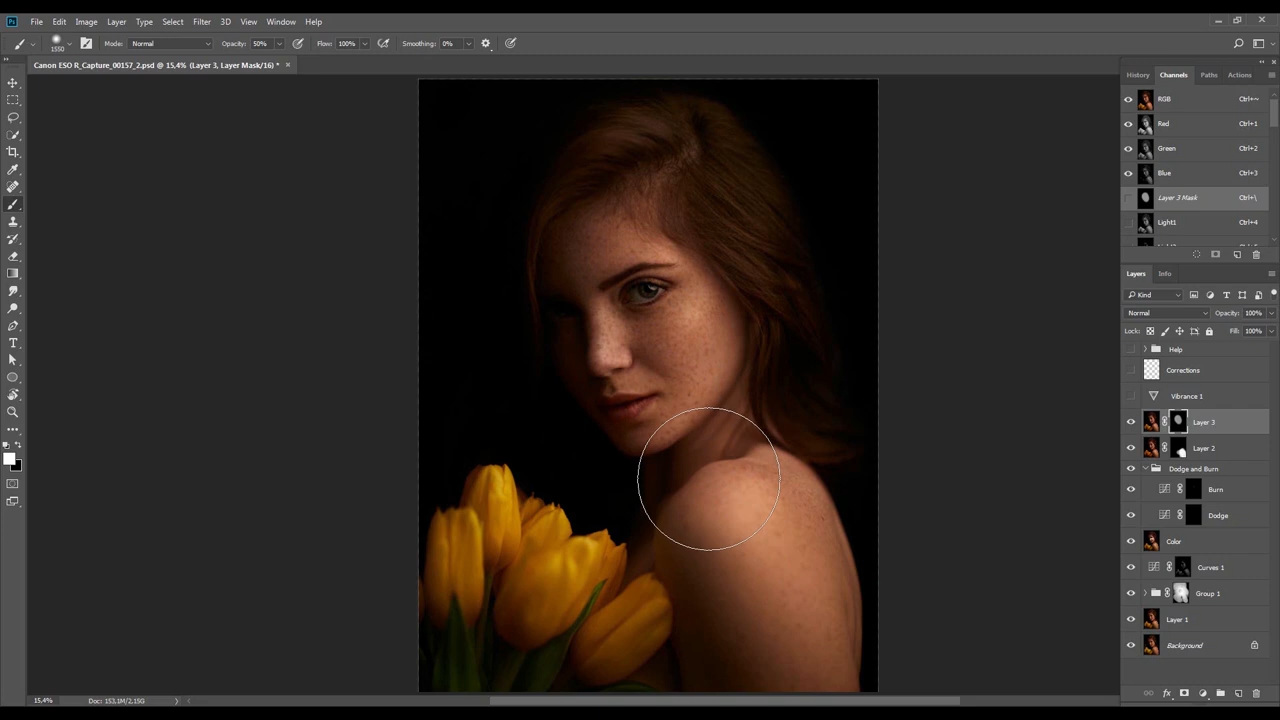 Ps File Edit Image Layer Type Select Filter 3D View Window Help
1550 Mode: Normal Opacity: 50% Flow: 100% Smoothing: 0%
Canon ESO R_Capture_00157_2.psd @ 15,4% (Layer 3, Layer Mask/16) *
History Channels Paths Actions
RGB Ctrl+~
Red Ctrl+1
Green Ctrl+2
Blue Ctrl+3
Layer 3 Mask Ctrl+\
Light1 Ctrl+4
Layers Info
Kind
Normal Opacity: 100%
Lock: Fill: 100%
Help
Corrections
Vibrance 1
Layer 3
Layer 2
Dodge and Burn
Burn
Dodge
Color
Curves 1
Group 1
Layer 1
Background
15,4% Doc: 153,1M/2,15G